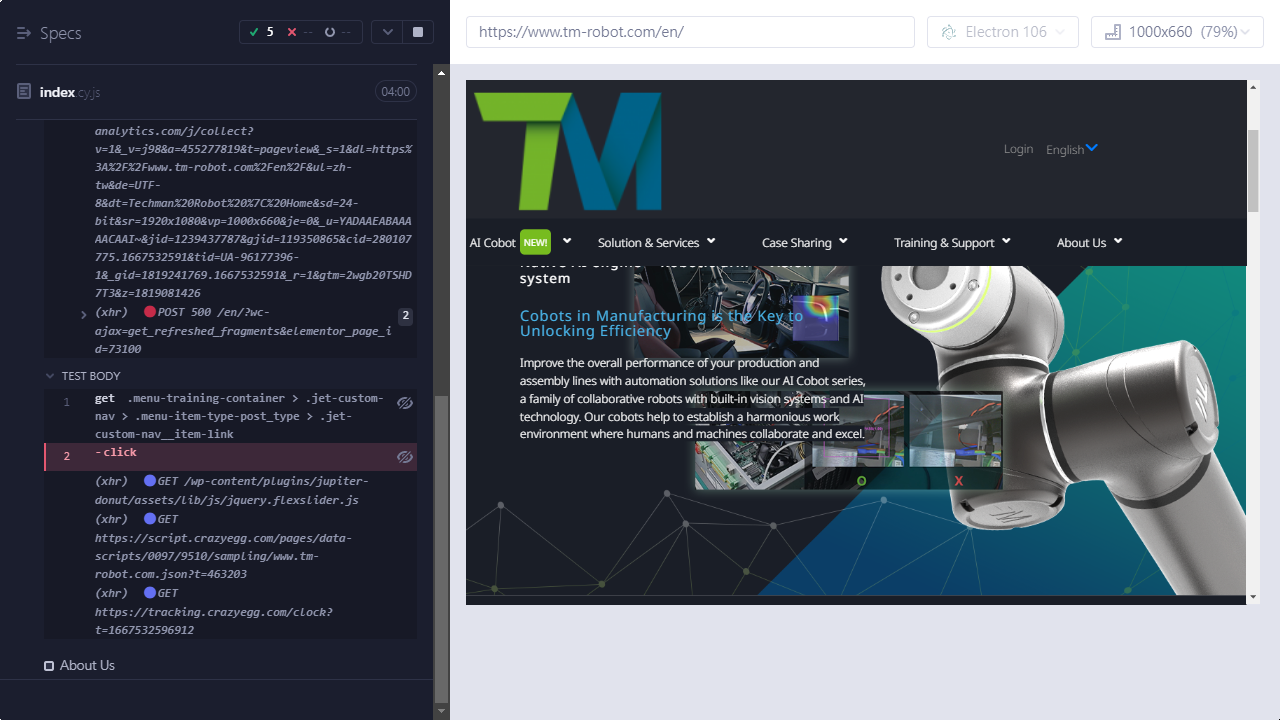 Specs
5 -- --
index.cy.js
04:00
analytics.com/j/collect?
v=1&_v=j98&a=455277819&t=pageview&_s=1&dl=https%
3A%2F%2Fwww.tm-robot.com%2Fen%2F&ul=zh-
tw&de=UTF-
8&dt=Techman%20Robot%20%7C%20Home&sd=24-
bit&sr=1920x1080&vp=1000x660&je=0&_u=YADAAEABAAA
AACAAI~&jid=1239437787&gjid=119350865&cid=280107
775.1667532591&tid=UA-96177396-
1&_gid=1819241769.1667532591&_r=1&gtm=2wgb20TSHD
7T3&z=1819081426
(xhr) POST 500 /en/?wc-
ajax=get_refreshed_fragments&elementor_page_i
d=73100
2
TEST BODY
1 get .menu-training-container > .jet-custom-
nav > .menu-item-type-post_type > .jet-
custom-nav__item-link
2 -click
(xhr) GET /wp-content/plugins/jupiter-
donut/assets/lib/js/jquery.flexslider.js
(xhr) GET
https://script.crazyegg.com/pages/data-
scripts/0097/9510/sampling/www.tm-
robot.com.json?t=463203
(xhr) GET
https://tracking.crazyegg.com/clock?
t=1667532596912
About Us
https://www.tm-robot.com/en/
Electron 106
1000x660 (79%)
TM
Login English
AI Cobot NEW! Solution & Services Case Sharing Training & Support About Us
system
Cobots in Manufacturing is the Key to
Unlocking Efficiency
Improve the overall performance of your production and
assembly lines with automation solutions like our AI Cobot series,
a family of collaborative robots with built-in vision systems and AI
technology. Our cobots help to establish a harmonious work
environment where humans and machines collaborate and excel.
O X